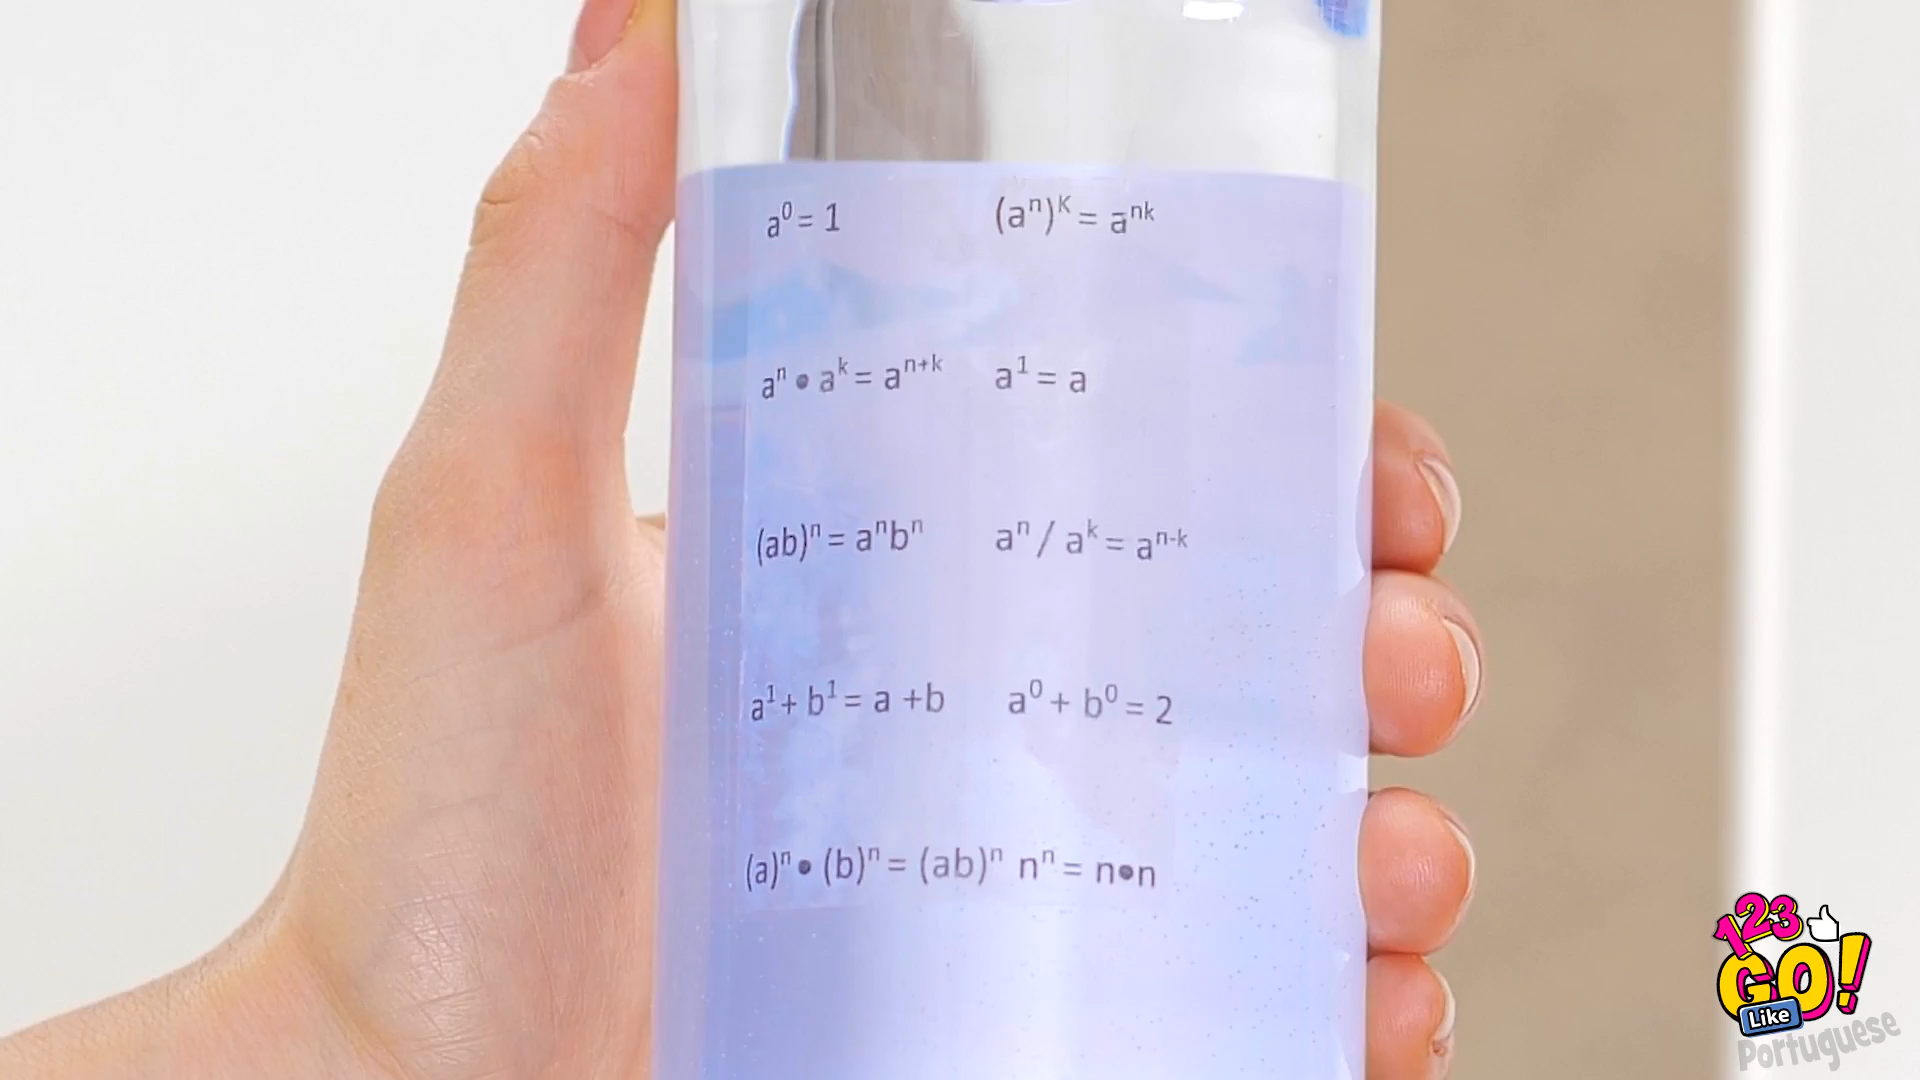 a⁰ = 1    (aⁿ)ᴷ = aⁿᵏ
aⁿ • aᵏ = aⁿ⁺ᵏ    a¹ = a
(ab)ⁿ = aⁿbⁿ    aⁿ / aᵏ = aⁿ⁻ᵏ
a¹ + b¹ = a +b    a⁰ + b⁰ = 2
(a)ⁿ • (b)ⁿ = (ab)ⁿ    nⁿ = n•n
123
GO!
Like
Portuguese